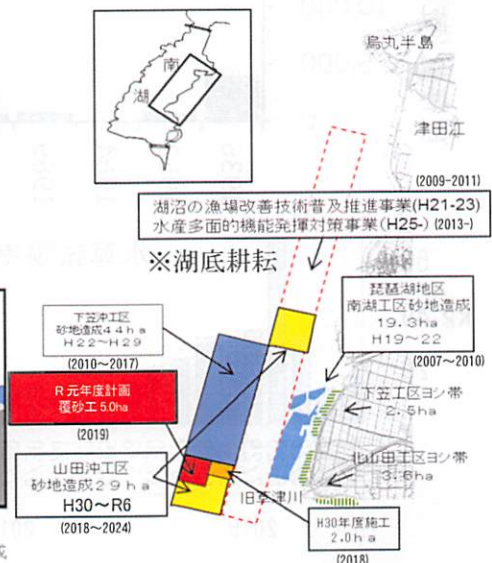 南
湖
烏丸半島
津田江
(2009-2011)
湖沼の漁場改善技術普及推進事業(H21-23)
水産多面的機能発揮対策事業(H25-) (2013-)
※湖底耕耘
琵琶湖地区
南湖工区砂地造成
19.3ha
H19～22
(2007～2010)
下笠沖工区
砂地造成44ha
H22～H29
(2010～2017)
下笠工区ヨシ帯
2.5ha
R元年度計画
覆砂工 5.0ha
(2019)
北山田工区ヨシ帯
3.6ha
山田沖工区
砂地造成29ha
H30～R6
(2018～2024)
旧草津川
H30年度施工
2.0ha
(2018)
成